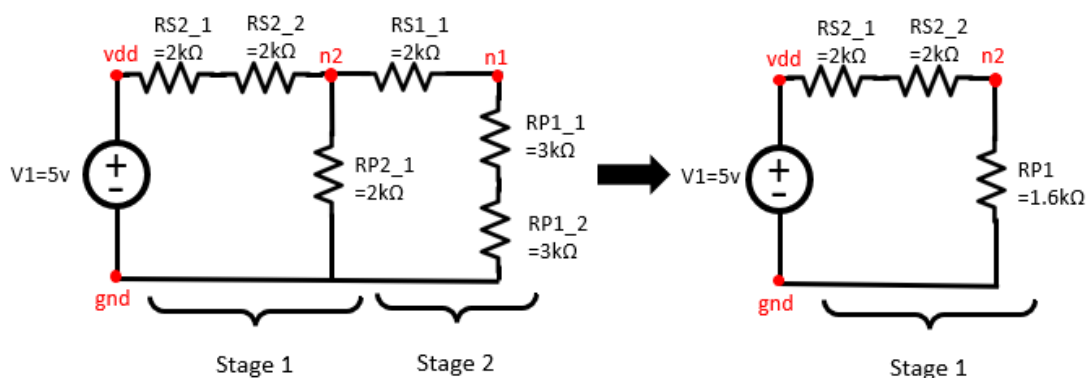 RS2_1
=2kΩ
RS2_2
=2kΩ
RS1_1
=2kΩ
vdd
n2
n1
V1=5v
RP2_1
=2kΩ
RP1_1
=3kΩ
RP1_2
=3kΩ
gnd
Stage 1
Stage 2
RS2_1
=2kΩ
RS2_2
=2kΩ
vdd
n2
V1=5v
RP1
=1.6kΩ
gnd
Stage 1